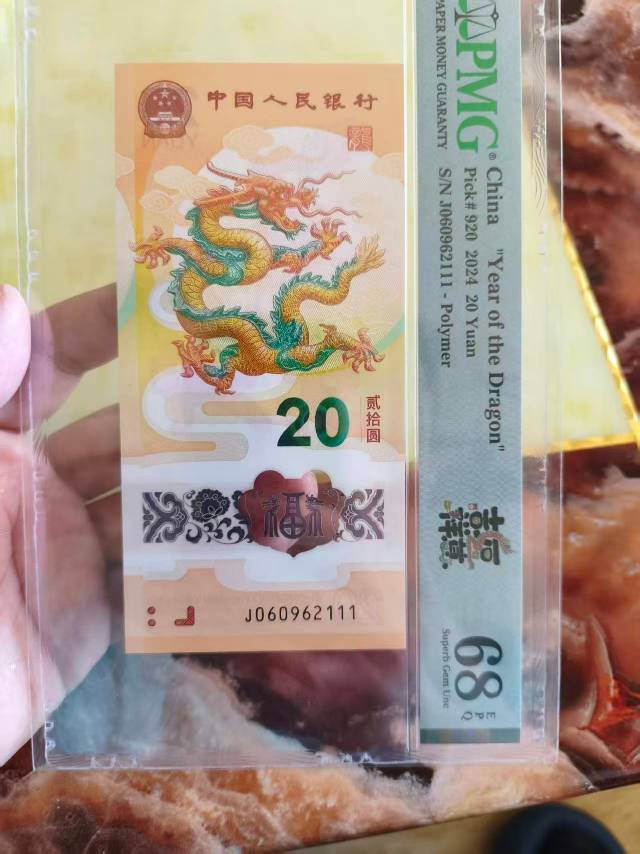 中国人民银行
20
贰拾圆
福
J060962111
PMG
®
PAPER MONEY GUARANTY
China "Year of the Dragon"
Pick# 920 2024 20 Yuan
S/N J060962111 - Polymer
68
EPQ
Superb Gem Unc